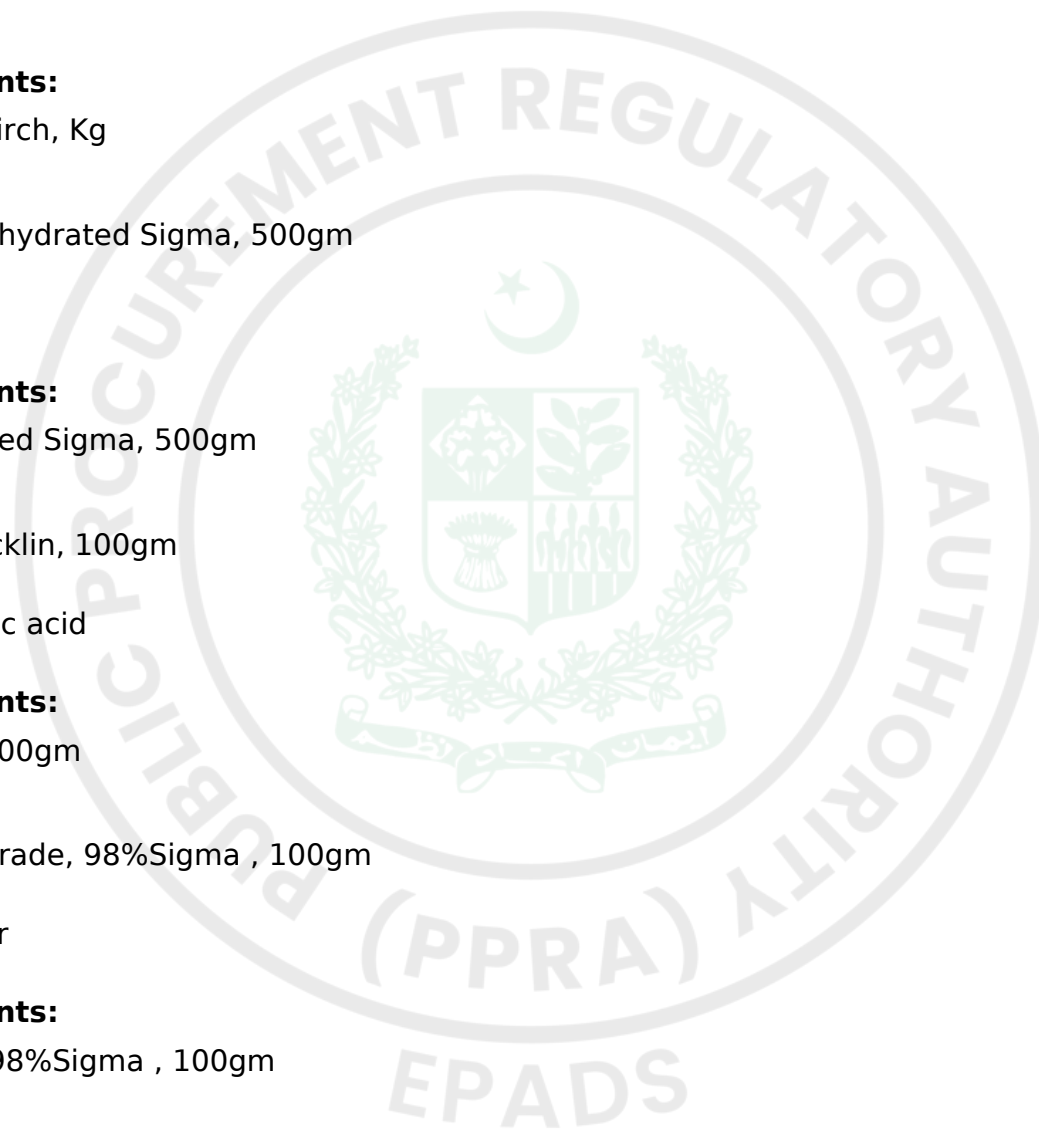 nts:
irch, Kg
hydrated Sigma, 500gm
nts:
ed Sigma, 500gm
cklin, 100gm
c acid
nts:
00gm
rade, 98%Sigma , 100gm
r
nts:
98%Sigma , 100gm
PUBLIC PROCUREMENT REGULATORY AUTHORITY
(PPRA)
EPADS